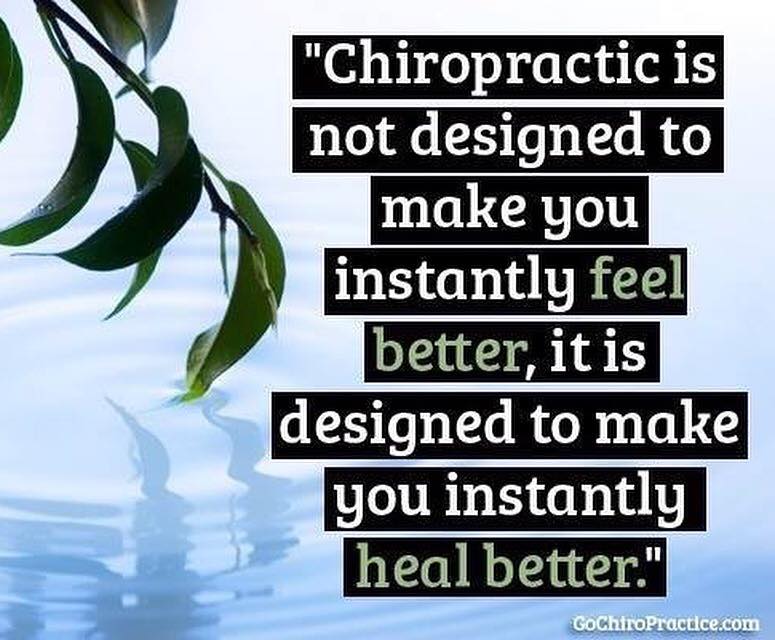 "Chiropractic is
not designed to
make you
instantly feel
better, it is
designed to make
you instantly
heal better."
GoChiroPractice.com